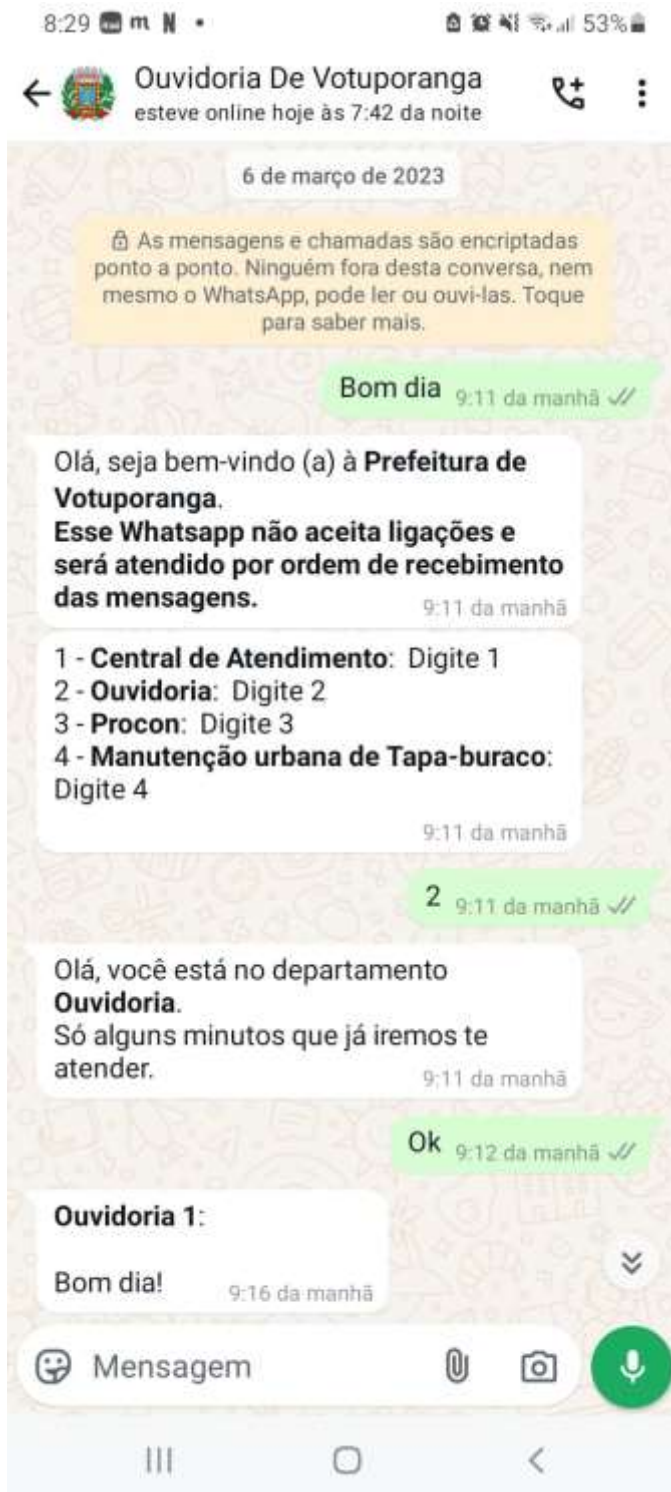 8:29 m N •
53%
Ouvidoria De Votuporanga
esteve online hoje às 7:42 da noite
6 de março de 2023
As mensagens e chamadas são encriptadas
ponto a ponto. Ninguém fora desta conversa, nem
mesmo o WhatsApp, pode ler ou ouvi-las. Toque
para saber mais.
Bom dia 9:11 da manhã
Olá, seja bem-vindo (a) à Prefeitura de
Votuporanga.
Esse Whatsapp não aceita ligações e
será atendido por ordem de recebimento
das mensagens. 9:11 da manhã
1 - Central de Atendimento: Digite 1
2 - Ouvidoria: Digite 2
3 - Procon: Digite 3
4 - Manutenção urbana de Tapa-buraco:
Digite 4
9:11 da manhã
2 9:11 da manhã
Olá, você está no departamento
Ouvidoria.
Só alguns minutos que já iremos te
atender. 9:11 da manhã
Ok 9:12 da manhã
Ouvidoria 1:
Bom dia! 9:16 da manhã
Mensagem